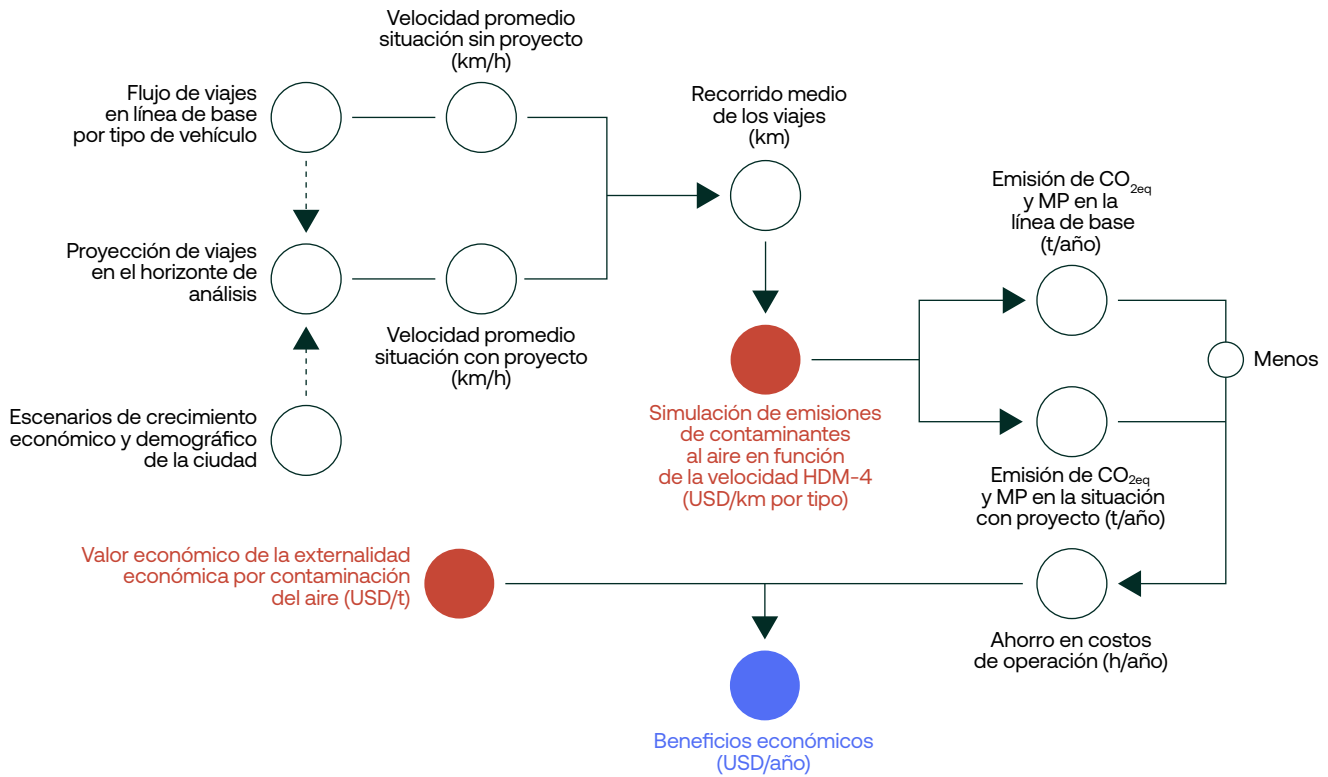 Velocidad promedio
situación sin proyecto
(km/h)
Flujo de viajes
en línea de base
por tipo de vehículo
Recorrido medio
de los viajes
(km)
Emisión de CO2eq
y MP en la
línea de base
(t/año)
Proyección de viajes
en el horizonte de
análisis
Velocidad promedio
situación con proyecto
(km/h)
Menos
Escenarios de crecimiento
económico y demográfico
de la ciudad
Simulación de emisiones
de contaminantes
al aire en función
de la velocidad HDM-4
(USD/km por tipo)
Emisión de CO2eq
y MP en la situación
con proyecto (t/año)
Valor económico de la externalidad
económica por contaminación
del aire (USD/t)
Ahorro en costos
de operación (h/año)
Beneficios económicos
(USD/año)